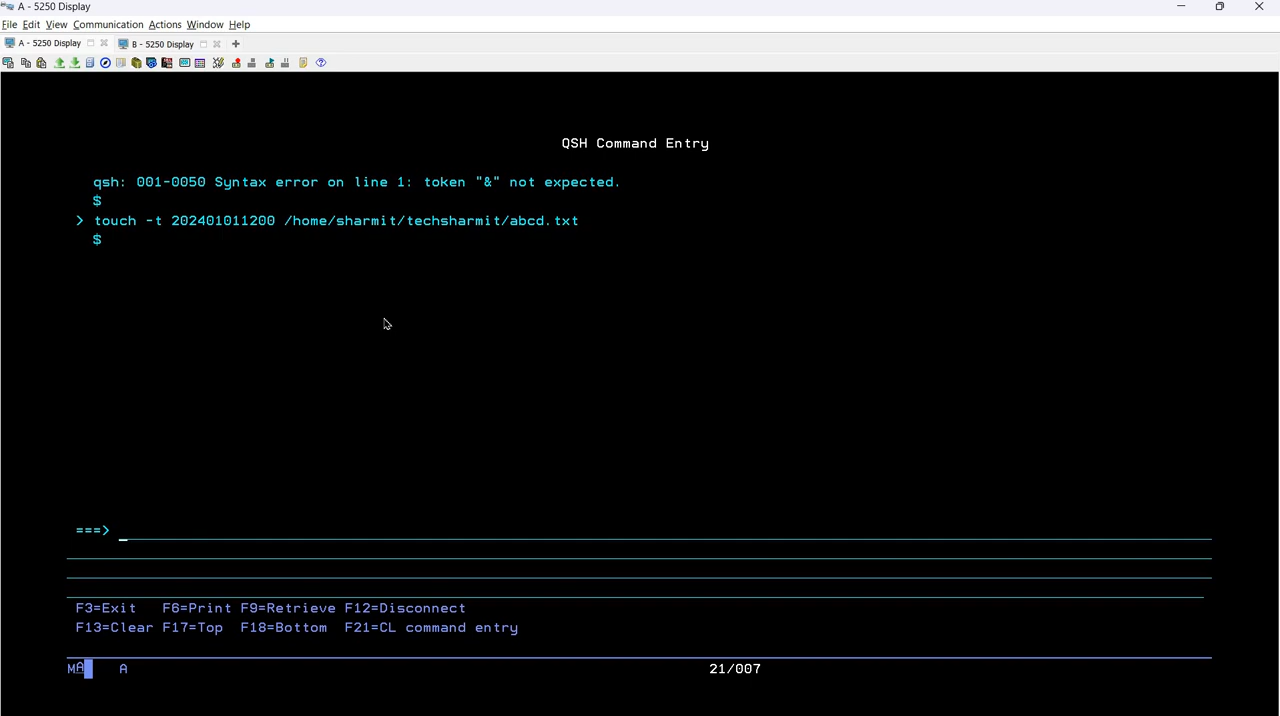 A - 5250 Display
File Edit View Communication Actions Window Help
A - 5250 Display B - 5250 Display
QSH Command Entry
qsh: 001-0050 Syntax error on line 1: token "&" not expected.
$
> touch -t 202401011200 /home/sharmit/techsharmit/abcd.txt
$
===>
F3=Exit F6=Print F9=Retrieve F12=Disconnect
F13=Clear F17=Top F18=Bottom F21=CL command entry
MA A 21/007